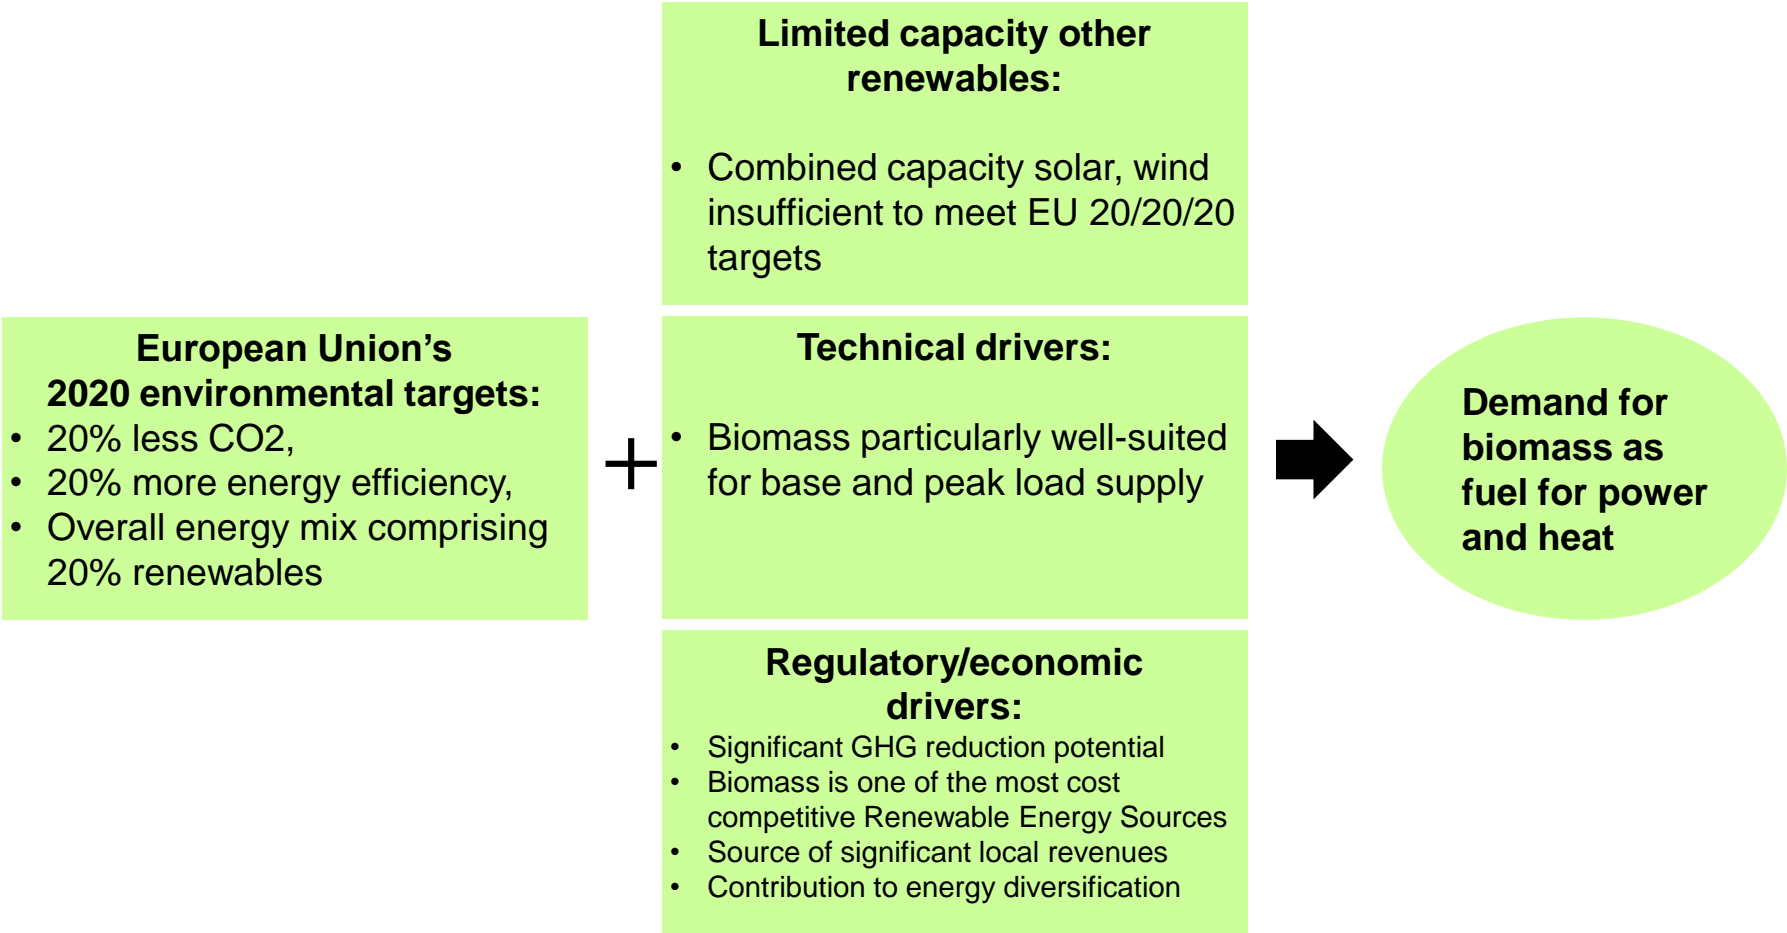 Limited capacity other
renewables:
• Combined capacity solar, wind
insufficient to meet EU 20/20/20
targets
European Union’s
2020 environmental targets:
• 20% less CO2,
• 20% more energy efficiency,
• Overall energy mix comprising
20% renewables
+
Technical drivers:
• Biomass particularly well-suited
for base and peak load supply
Regulatory/economic
drivers:
• Significant GHG reduction potential
• Biomass is one of the most cost
competitive Renewable Energy Sources
• Source of significant local revenues
• Contribution to energy diversification
Demand for
biomass as
fuel for power
and heat